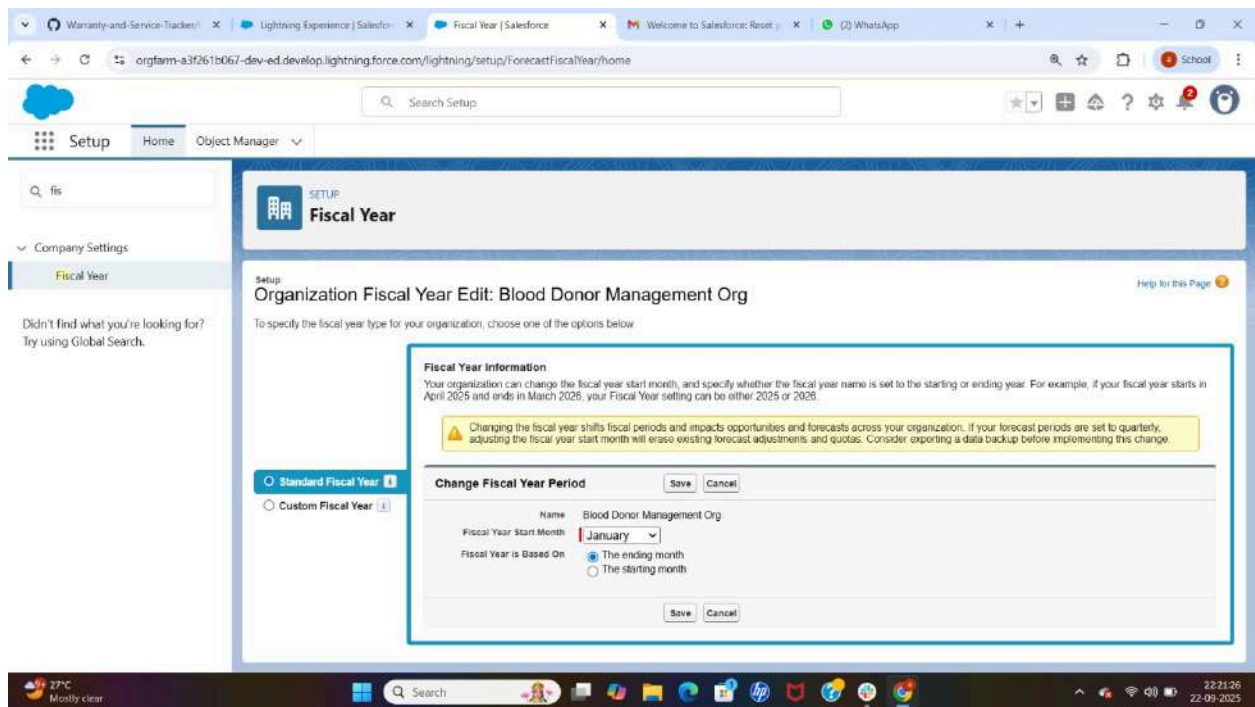 Warranty-and-Service-Tracker/
Lightning Experience | Salesfor
Fiscal Year | Salesforce
Welcome to Salesforce: Reset
(2) WhatsApp
orgfarm-a3f261b067-dev-ed.develop.lightning.force.com/lightning/setup/ForecastFiscalYear/home
School
Search Setup
2
Setup
Home
Object Manager
fis
SETUP
Fiscal Year
Company Settings
Fiscal Year
Didn't find what you're looking for?
Try using Global Search.
Setup
Organization Fiscal Year Edit: Blood Donor Management Org
Help for this Page
To specify the fiscal year type for your organization, choose one of the options below
Fiscal Year Information
Your organization can change the fiscal year start month, and specify whether the fiscal year name is set to the starting or ending year. For example, if your fiscal year starts in
April 2025 and ends in March 2026, your Fiscal Year setting can be either 2025 or 2026.
Changing the fiscal year shifts fiscal periods and impacts opportunities and forecasts across your organization. If your forecast periods are set to quarterly,
adjusting the fiscal year start month will erase existing forecast adjustments and quotas. Consider exporting a data backup before implementing this change.
Standard Fiscal Year i
Custom Fiscal Year i
Change Fiscal Year Period
Save Cancel
Name Blood Donor Management Org
Fiscal Year Start Month January
Fiscal Year is Based On The ending month
The starting month
Save Cancel
27°C
Mostly clear
Search
22:21:26
22-09-2025